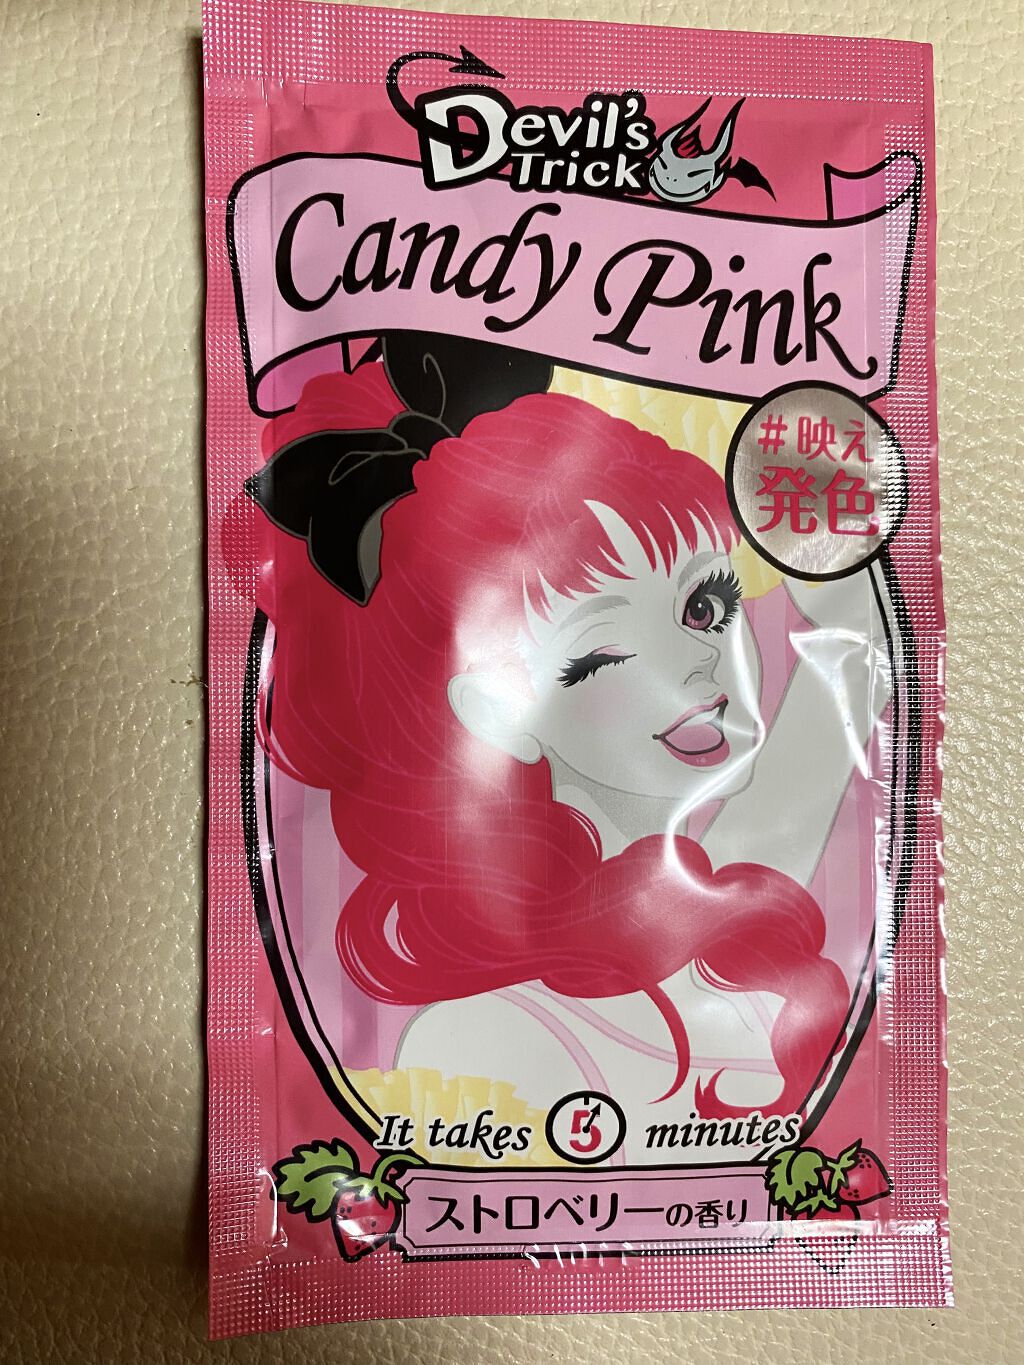 Devil's
Trick
Candy Pink
#映え
発色
It takes 5 minutes
ストロベリーの香り